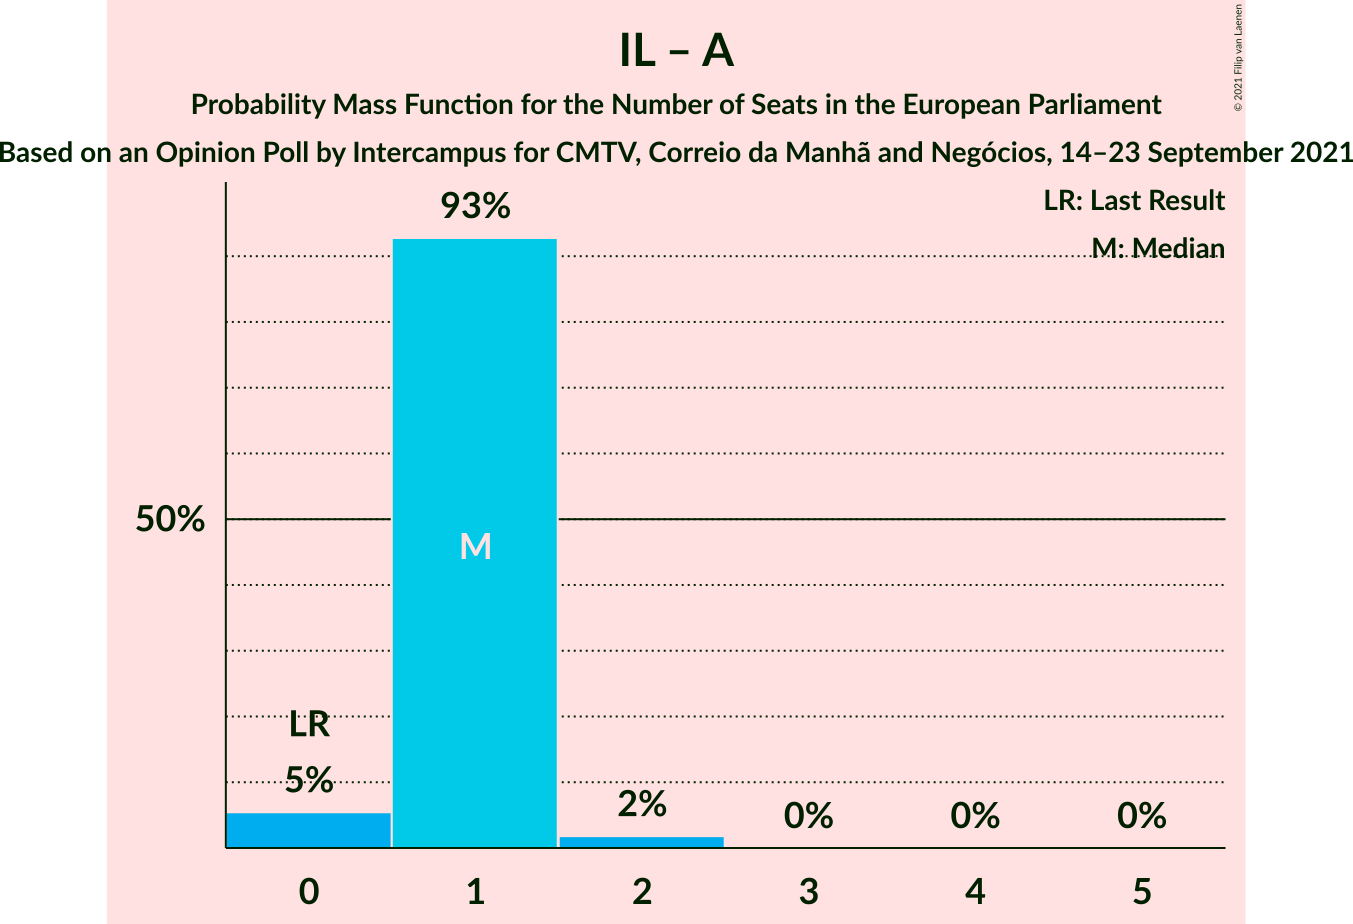 IL – A
Probability Mass Function for the Number of Seats in the European Parliament
Based on an Opinion Poll by Intercampus for CMTV, Correio da Manhã and Negócios, 14–23 September 2021
© 2021 Filip van Laenen
LR: Last Result
M: Median
93%
50%
M
LR
5%
2%
0%
0%
0%
0
1
2
3
4
5